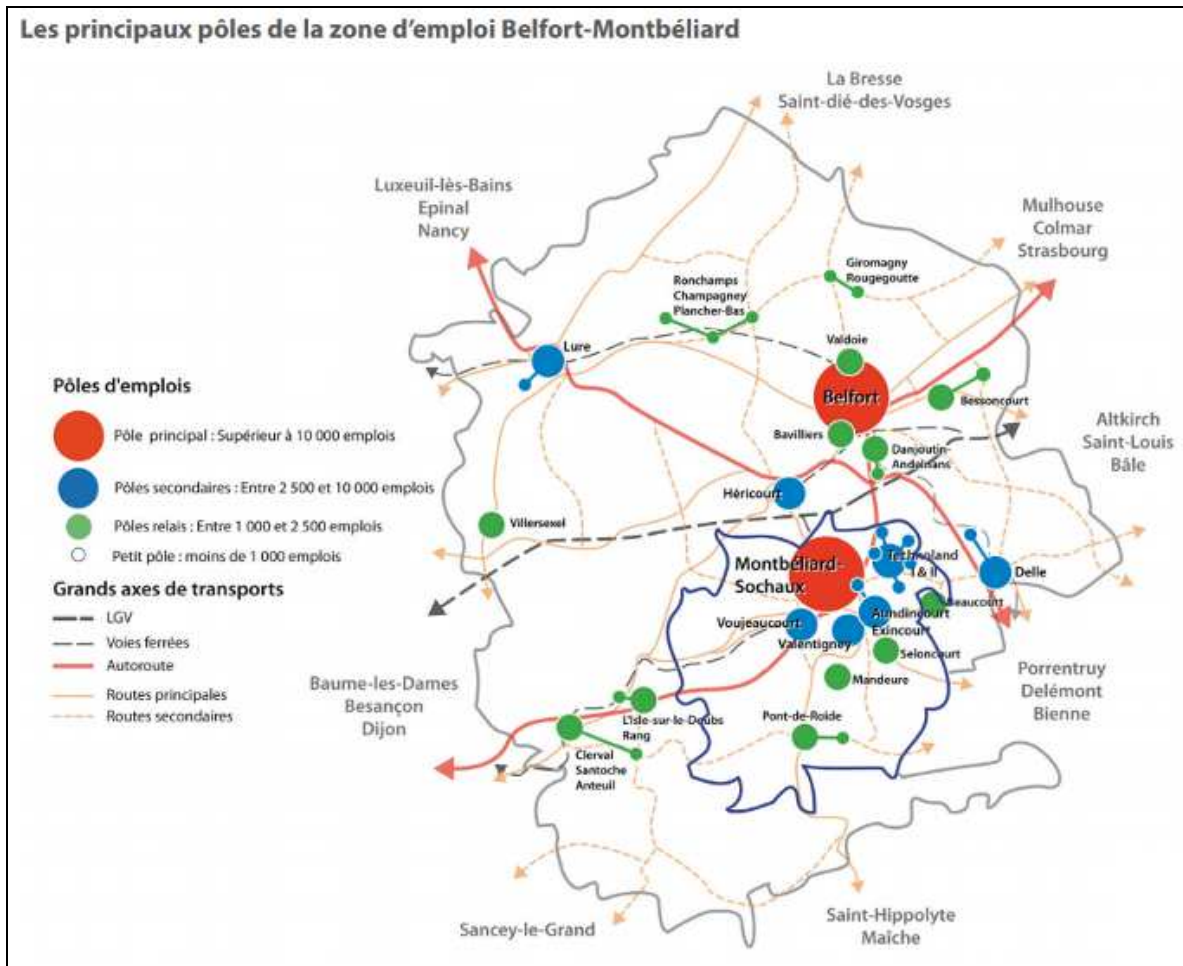 Les principaux pôles de la zone d'emploi Belfort-Montbéliard
La Bresse
Saint-dié-des-Vosges
Luxeuil-lès-Bains
Epinal
Nancy
Mulhouse
Colmar
Strasbourg
Giromagny
Rougegoutte
Ronchamps
Champagney
Plancher-Bas
Lure
Valdoie
Belfort
Bessoncourt
Bavilliers
Danjoutin-
Andelnans
Altkirch
Saint-Louis
Bâle
Héricourt
Villersexel
Technoland
I & II
Montbéliard-
Sochaux
Delle
Beaucourt
Audincourt
Exincourt
Voujeaucourt
Valentigney
Seloncourt
Mandeure
Porrentruy
Delémont
Bienne
Pont-de-Roide
L'Isle-sur-le-Doubs
Rang
Clerval
Santoche
Anteuil
Baume-les-Dames
Besançon
Dijon
Sancey-le-Grand
Saint-Hippolyte
Maîche
Pôles d'emplois
Pôle principal : Supérieur à 10 000 emplois
Pôles secondaires : Entre 2 500 et 10 000 emplois
Pôles relais : Entre 1 000 et 2 500 emplois
Petit pôle : moins de 1 000 emplois
Grands axes de transports
LGV
Voies ferrées
Autoroute
Routes principales
Routes secondaires